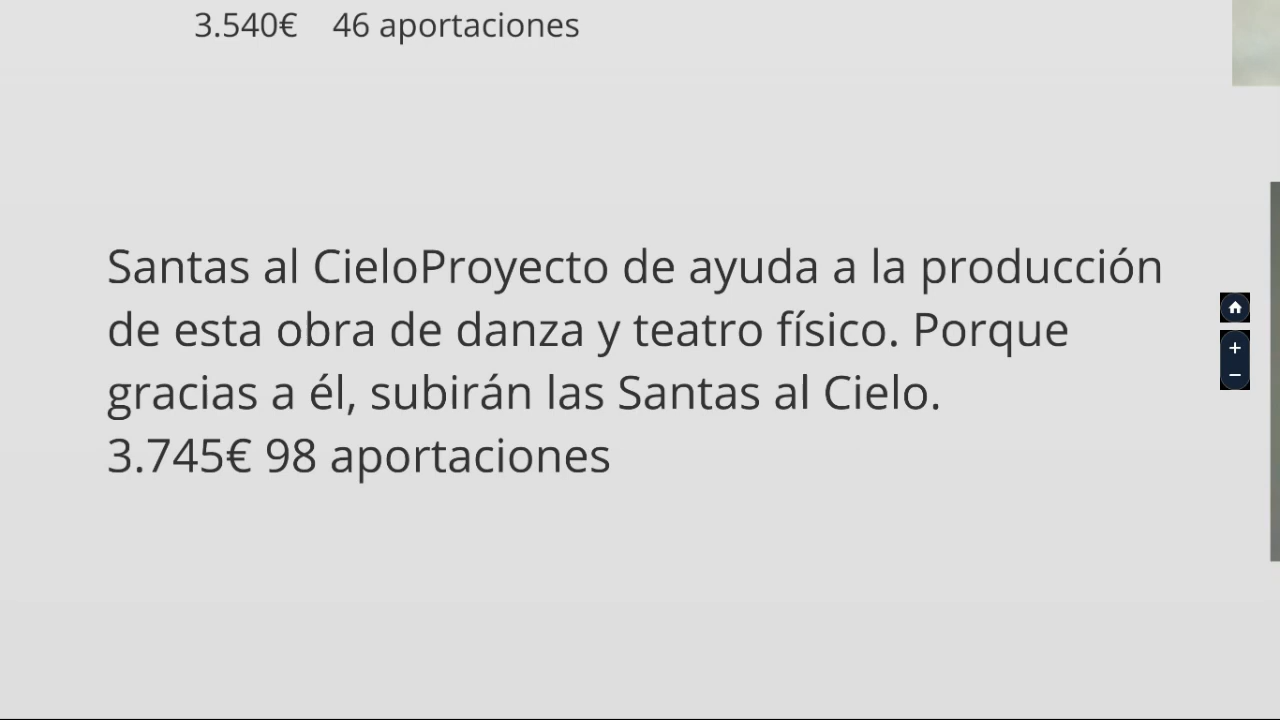 3.540€ 46 aportaciones
Santas al CieloProyecto de ayuda a la producción
de esta obra de danza y teatro físico. Porque
gracias a él, subirán las Santas al Cielo.
3.745€ 98 aportaciones